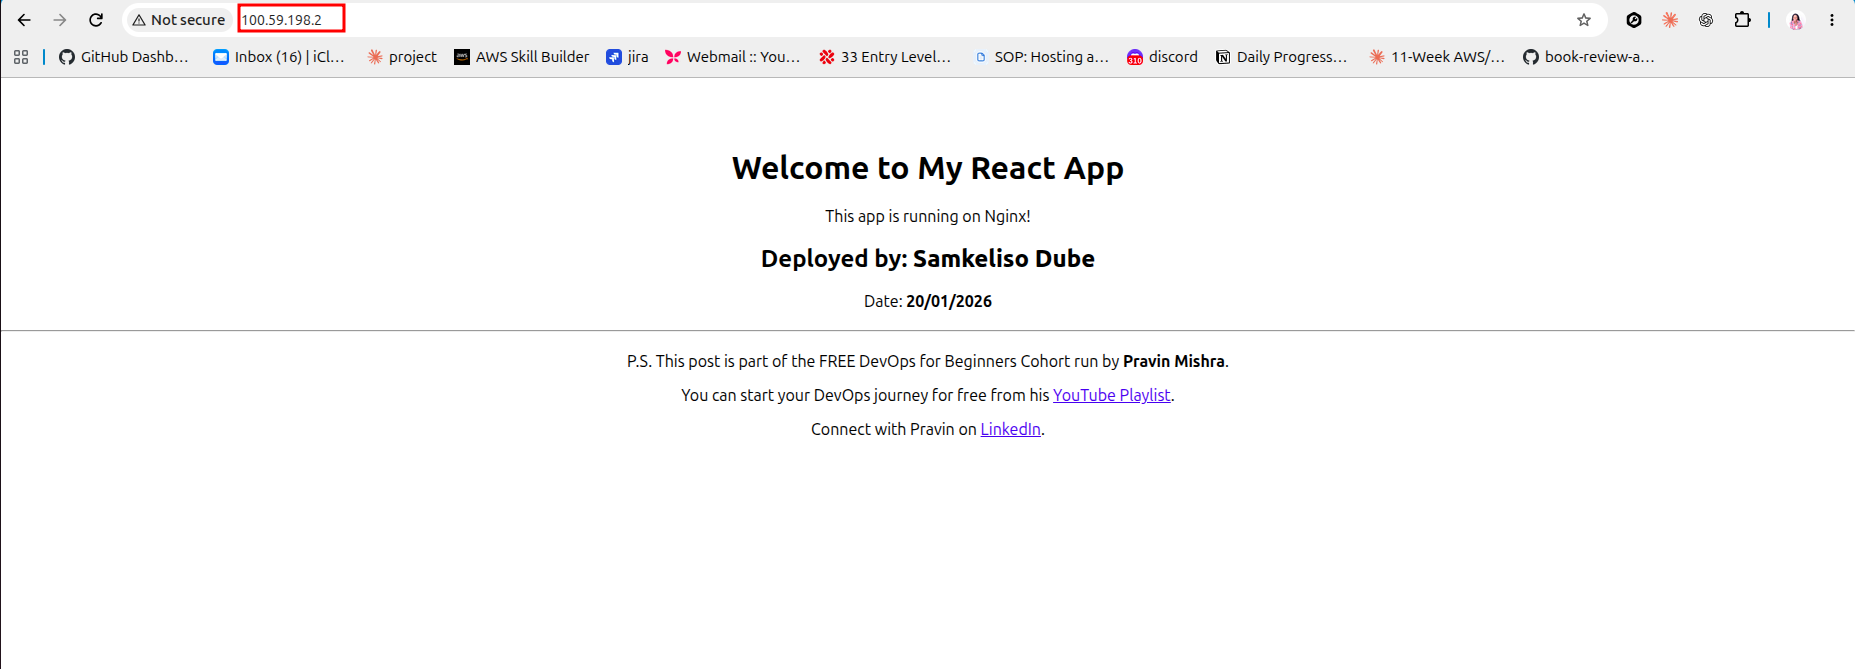 Not secure 100.59.198.2
GitHub Dashb... Inbox (16) | iCl... project AWS Skill Builder jira Webmail :: You... 33 Entry Level... SOP: Hosting a... 310 discord Daily Progress... 11-Week AWS/... book-review-a...
Welcome to My React App
This app is running on Nginx!
Deployed by: Samkeliso Dube
Date: 20/01/2026
P.S. This post is part of the FREE DevOps for Beginners Cohort run by Pravin Mishra.
You can start your DevOps journey for free from his YouTube Playlist.
Connect with Pravin on LinkedIn.